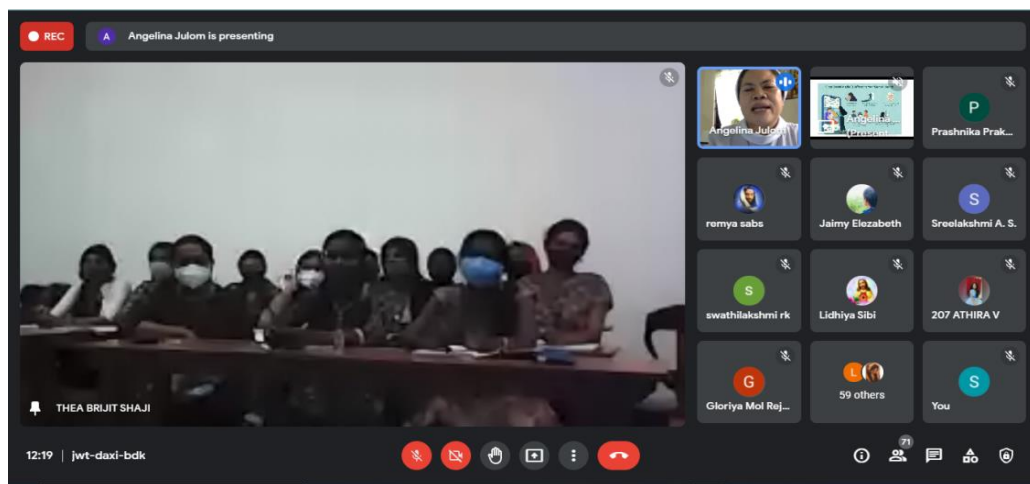 REC
A
Angelina Julom is presenting
Angelina Julom
Angelina ...
(Present...
P
Prashnika Prak...
remya sabs
Jaimy Elezabeth
S
Sreelakshmi A. S.
s
swathilakshmi rk
Lidhiya Sibi
207 ATHIRA V
G
Gloriya Mol Rej...
L
59 others
S
You
THEA BRIJIT SHAJI
12:19 | jwt-daxi-bdk
71